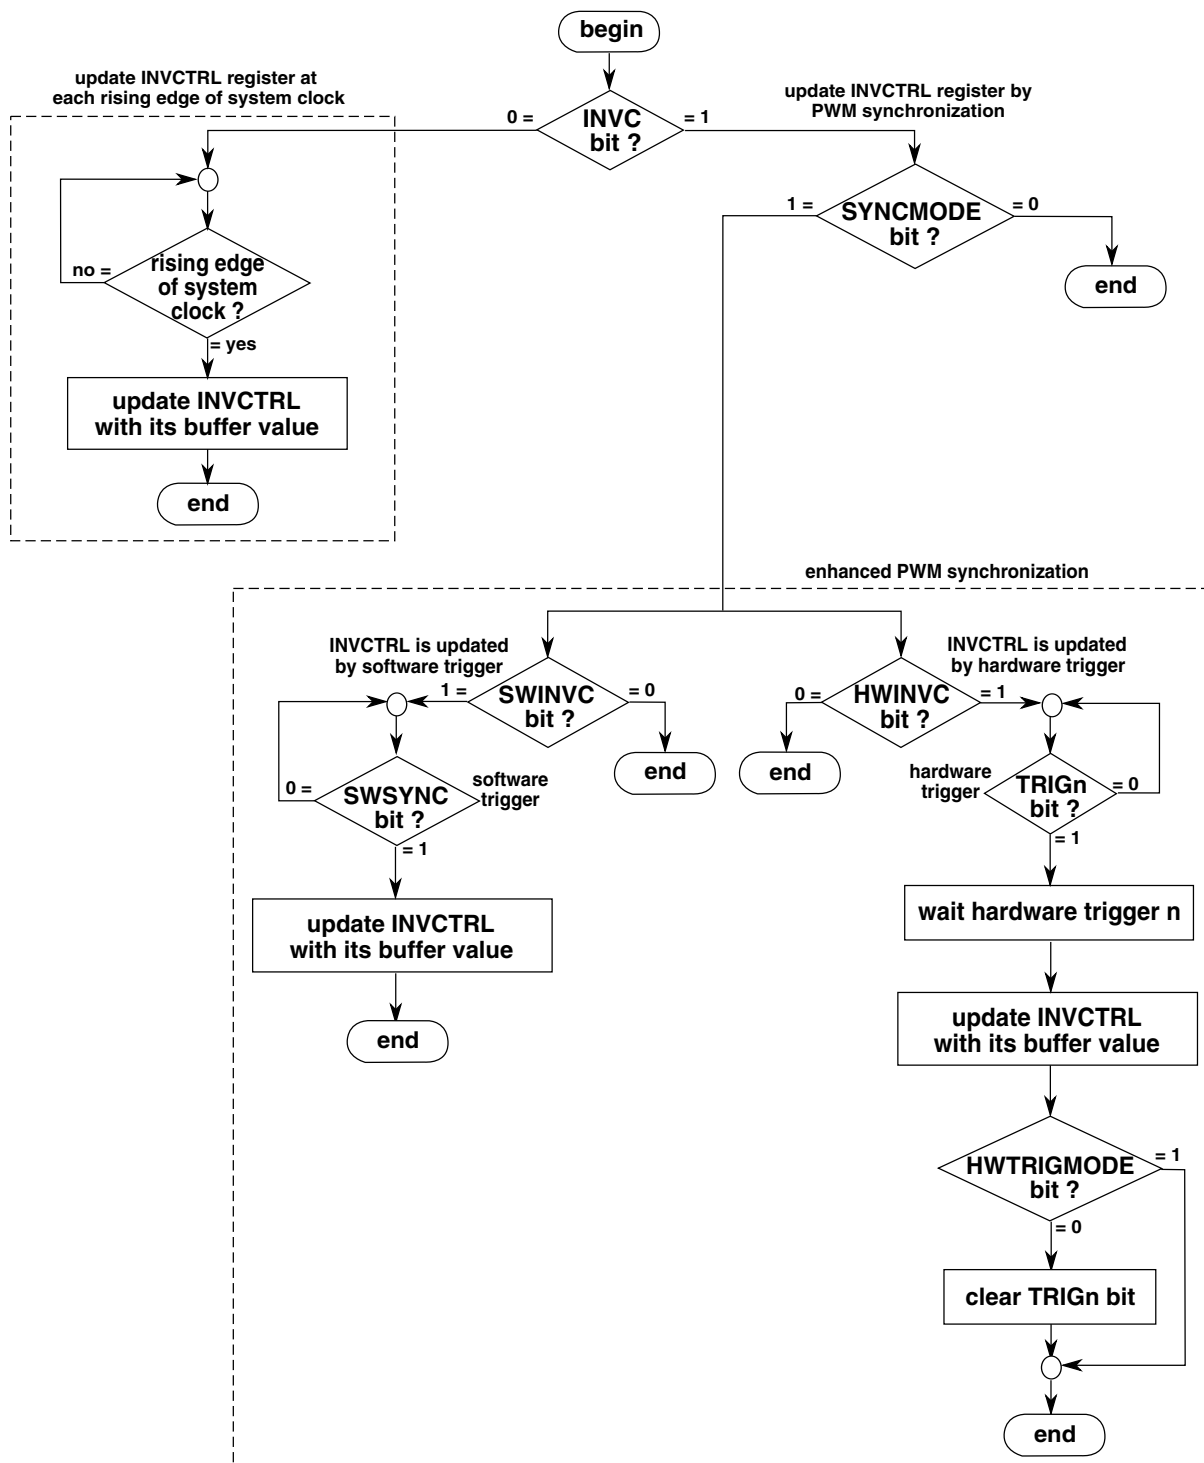 begin
update INVCTRL register at
each rising edge of system clock
update INVCTRL register by
PWM synchronization
0 =
INVC
bit ?
= 1
1 =
SYNCMODE
bit ?
= 0
end
no =
rising edge
of system
clock ?
= yes
update INVCTRL
with its buffer value
end
enhanced PWM synchronization
INVCTRL is updated
by software trigger
INVCTRL is updated
by hardware trigger
1 =
SWINVC
bit ?
= 0
end
0 =
HWINVC
bit ?
= 1
end
0 =
SWSYNC
bit ?
software
trigger
= 1
hardware
trigger
TRIGn
bit ?
= 0
= 1
update INVCTRL
with its buffer value
end
wait hardware trigger n
update INVCTRL
with its buffer value
HWTRIGMODE
bit ?
= 1
= 0
clear TRIGn bit
end